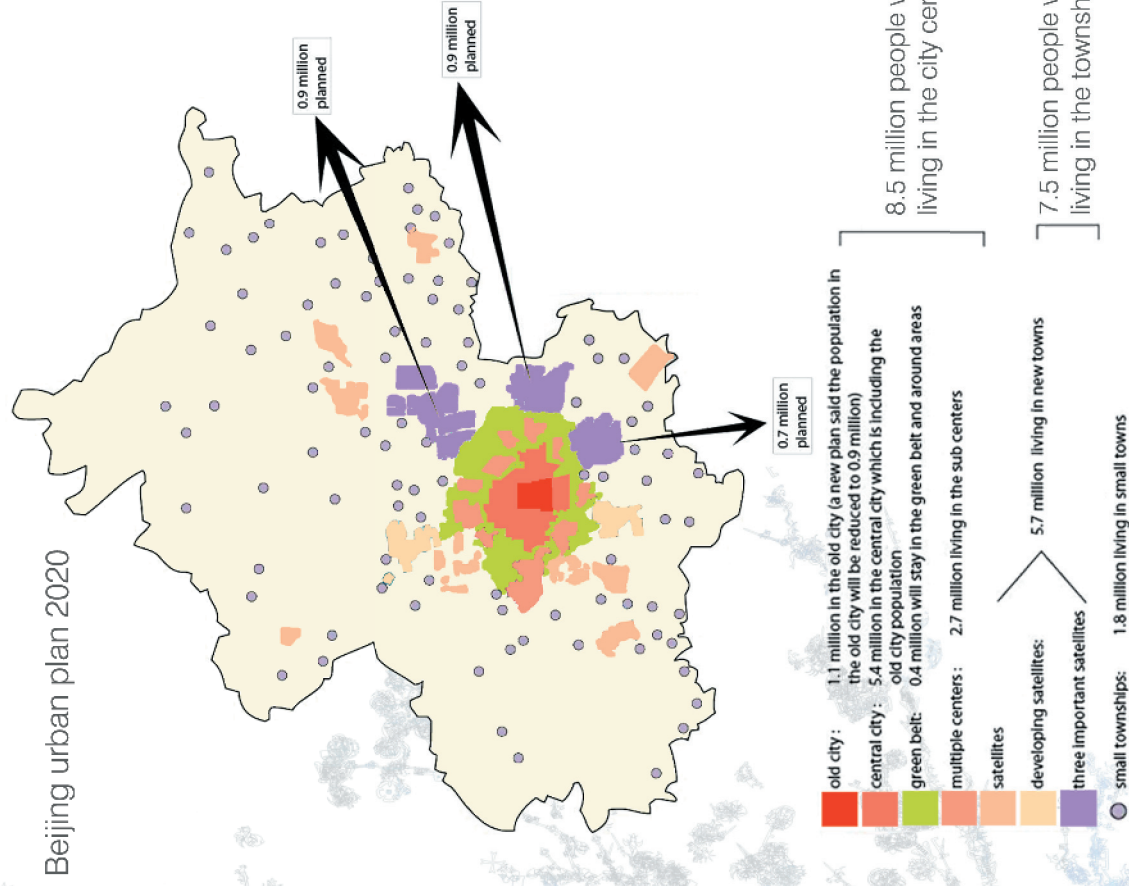 Beijing urban plan 2020
0.9 million
planned
0.9 million
planned
0.7 million
planned
old city :
1.1 million in the old city (a new plan said the population in
the old city will be reduced to 0.9 million)
central city :
5.4 million in the central city which is including the
old city population
green belt:
0.4 million will stay in the green belt and around areas
multiple centers :
2.7 million living in the sub centers
satellites
developing satellites:
three important satellites
5.7 million living in new towns
small townships:
1.8 million living in small towns
8.5 million people
living in the city
7.5 million people
living in the